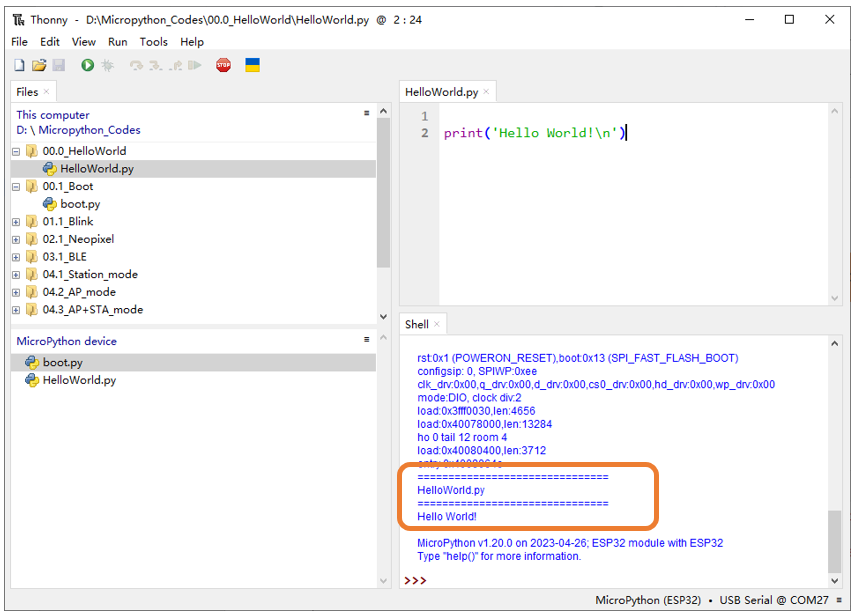 Thonny - D:\Micropython_Codes\00.0_HelloWorld\HelloWorld.py @ 2 : 24
File Edit View Run Tools Help
STOP
Files ×
This computer
D: \ Micropython_Codes
00.0_HelloWorld
HelloWorld.py
00.1_Boot
boot.py
01.1_Blink
02.1_Neopixel
03.1_BLE
04.1_Station_mode
04.2_AP_mode
04.3_AP+STA_mode
MicroPython device
boot.py
HelloWorld.py
HelloWorld.py ×
1
2 print('Hello World!\n')
Shell ×
rst:0x1 (POWERON_RESET),boot:0x13 (SPI_FAST_FLASH_BOOT)
configsip: 0, SPIWP:0xee
clk_drv:0x00,q_drv:0x00,d_drv:0x00,cs0_drv:0x00,hd_drv:0x00,wp_drv:0x00
mode:DIO, clock div:2
load:0x3fff0030,len:4656
load:0x40078000,len:13284
ho 0 tail 12 room 4
load:0x40080400,len:3712
===============================
HelloWorld.py
===============================
Hello World!
MicroPython v1.20.0 on 2023-04-26; ESP32 module with ESP32
Type "help()" for more information.
>>>
MicroPython (ESP32) • USB Serial @ COM27 ≡